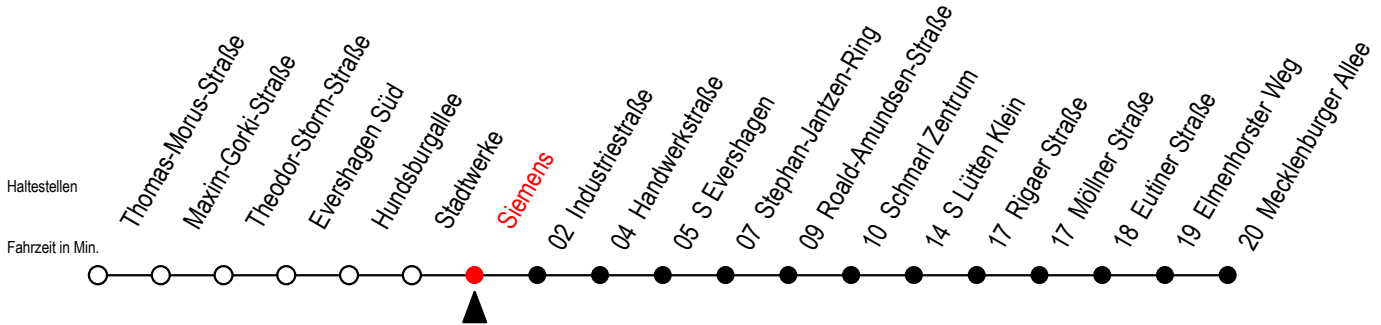 Haltestellen
Fahrzeit in Min.
Thomas-Morus-Straße
Maxim-Gorki-Straße
Theodor-Storm-Straße
Evershagen Süd
Hundsburgallee
Stadtwerke
Siemens
02 Industriestraße
04 Handwerkstraße
05 S Evershagen
07 Stephan-Jantzen-Ring
09 Roald-Amundsen-Straße
10 Schmarl Zentrum
14 S Lütten Klein
17 Rigaer Straße
17 Möllner Straße
18 Eutiner Straße
19 Elmenhorster Weg
20 Mecklenburger Allee